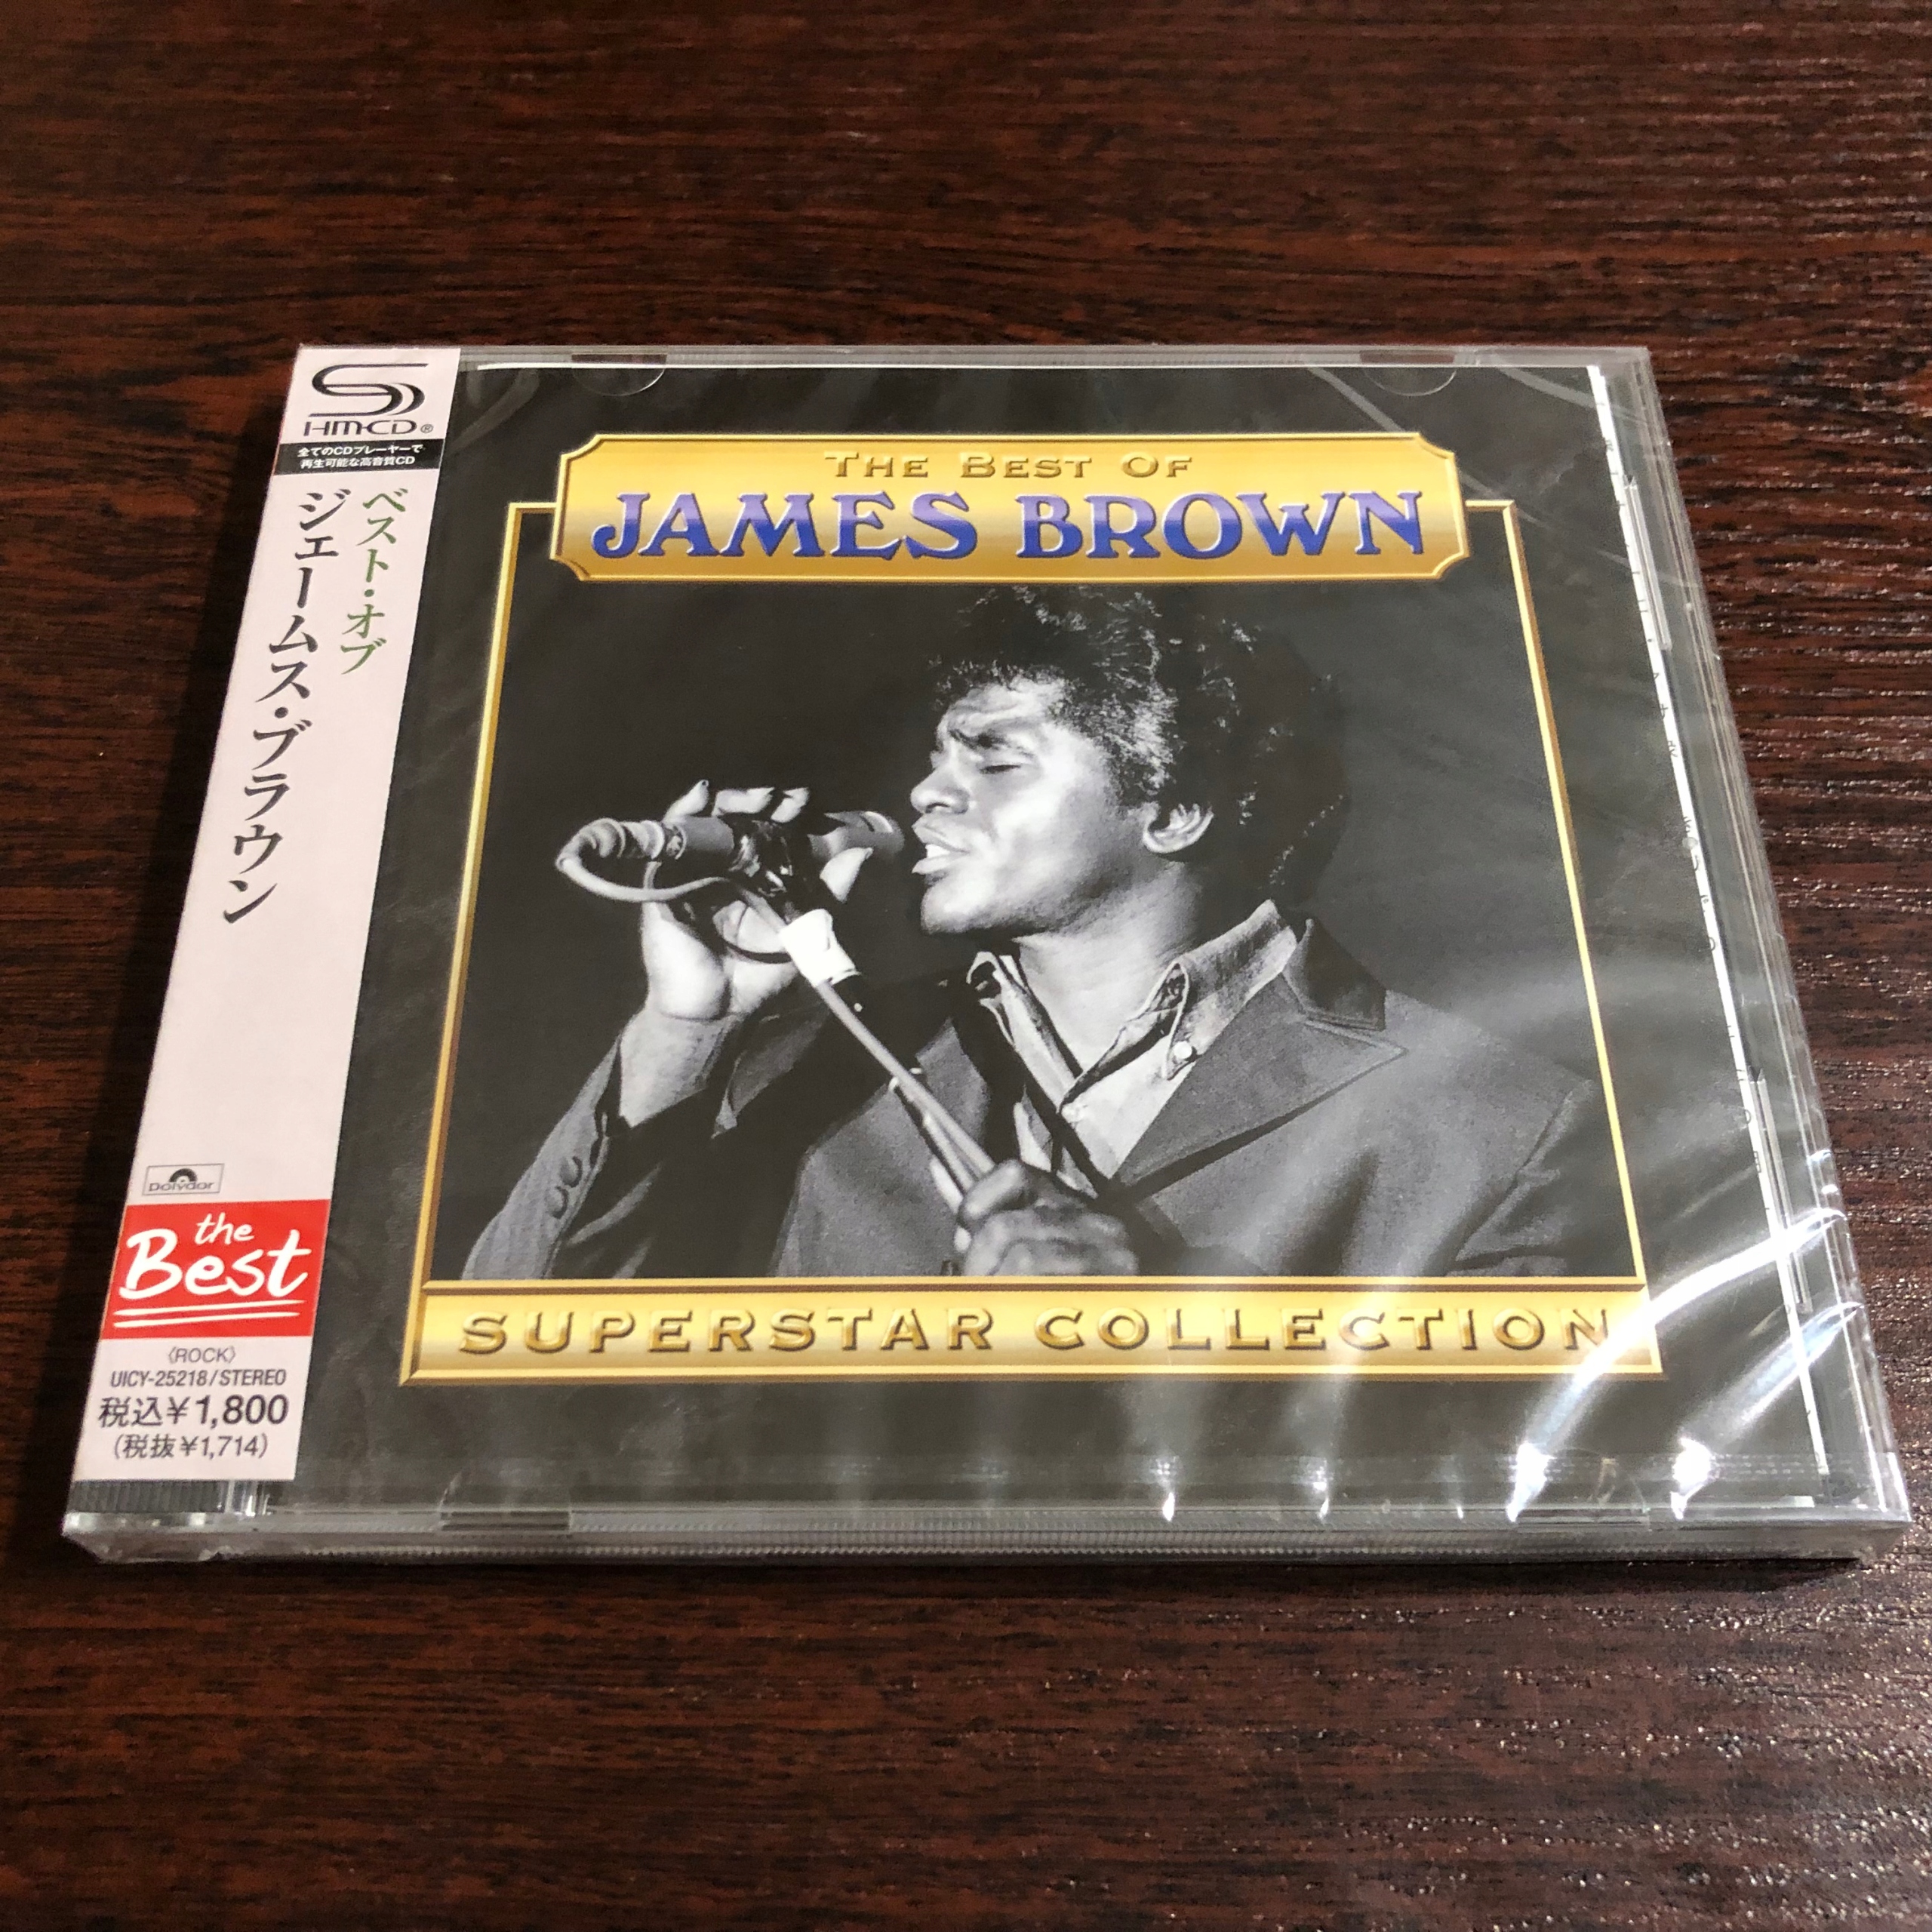 SHM-CD®
全てのCDプレーヤーで
再生可能な高音質CD
ベスト・オブ
ジェームス・ブラウン
Polydor
the
Best
〈ROCK〉
UICY-25218/STEREO
税込¥1,800
(税抜¥1,714)
THE BEST OF
JAMES BROWN
SUPERSTAR COLLECTION